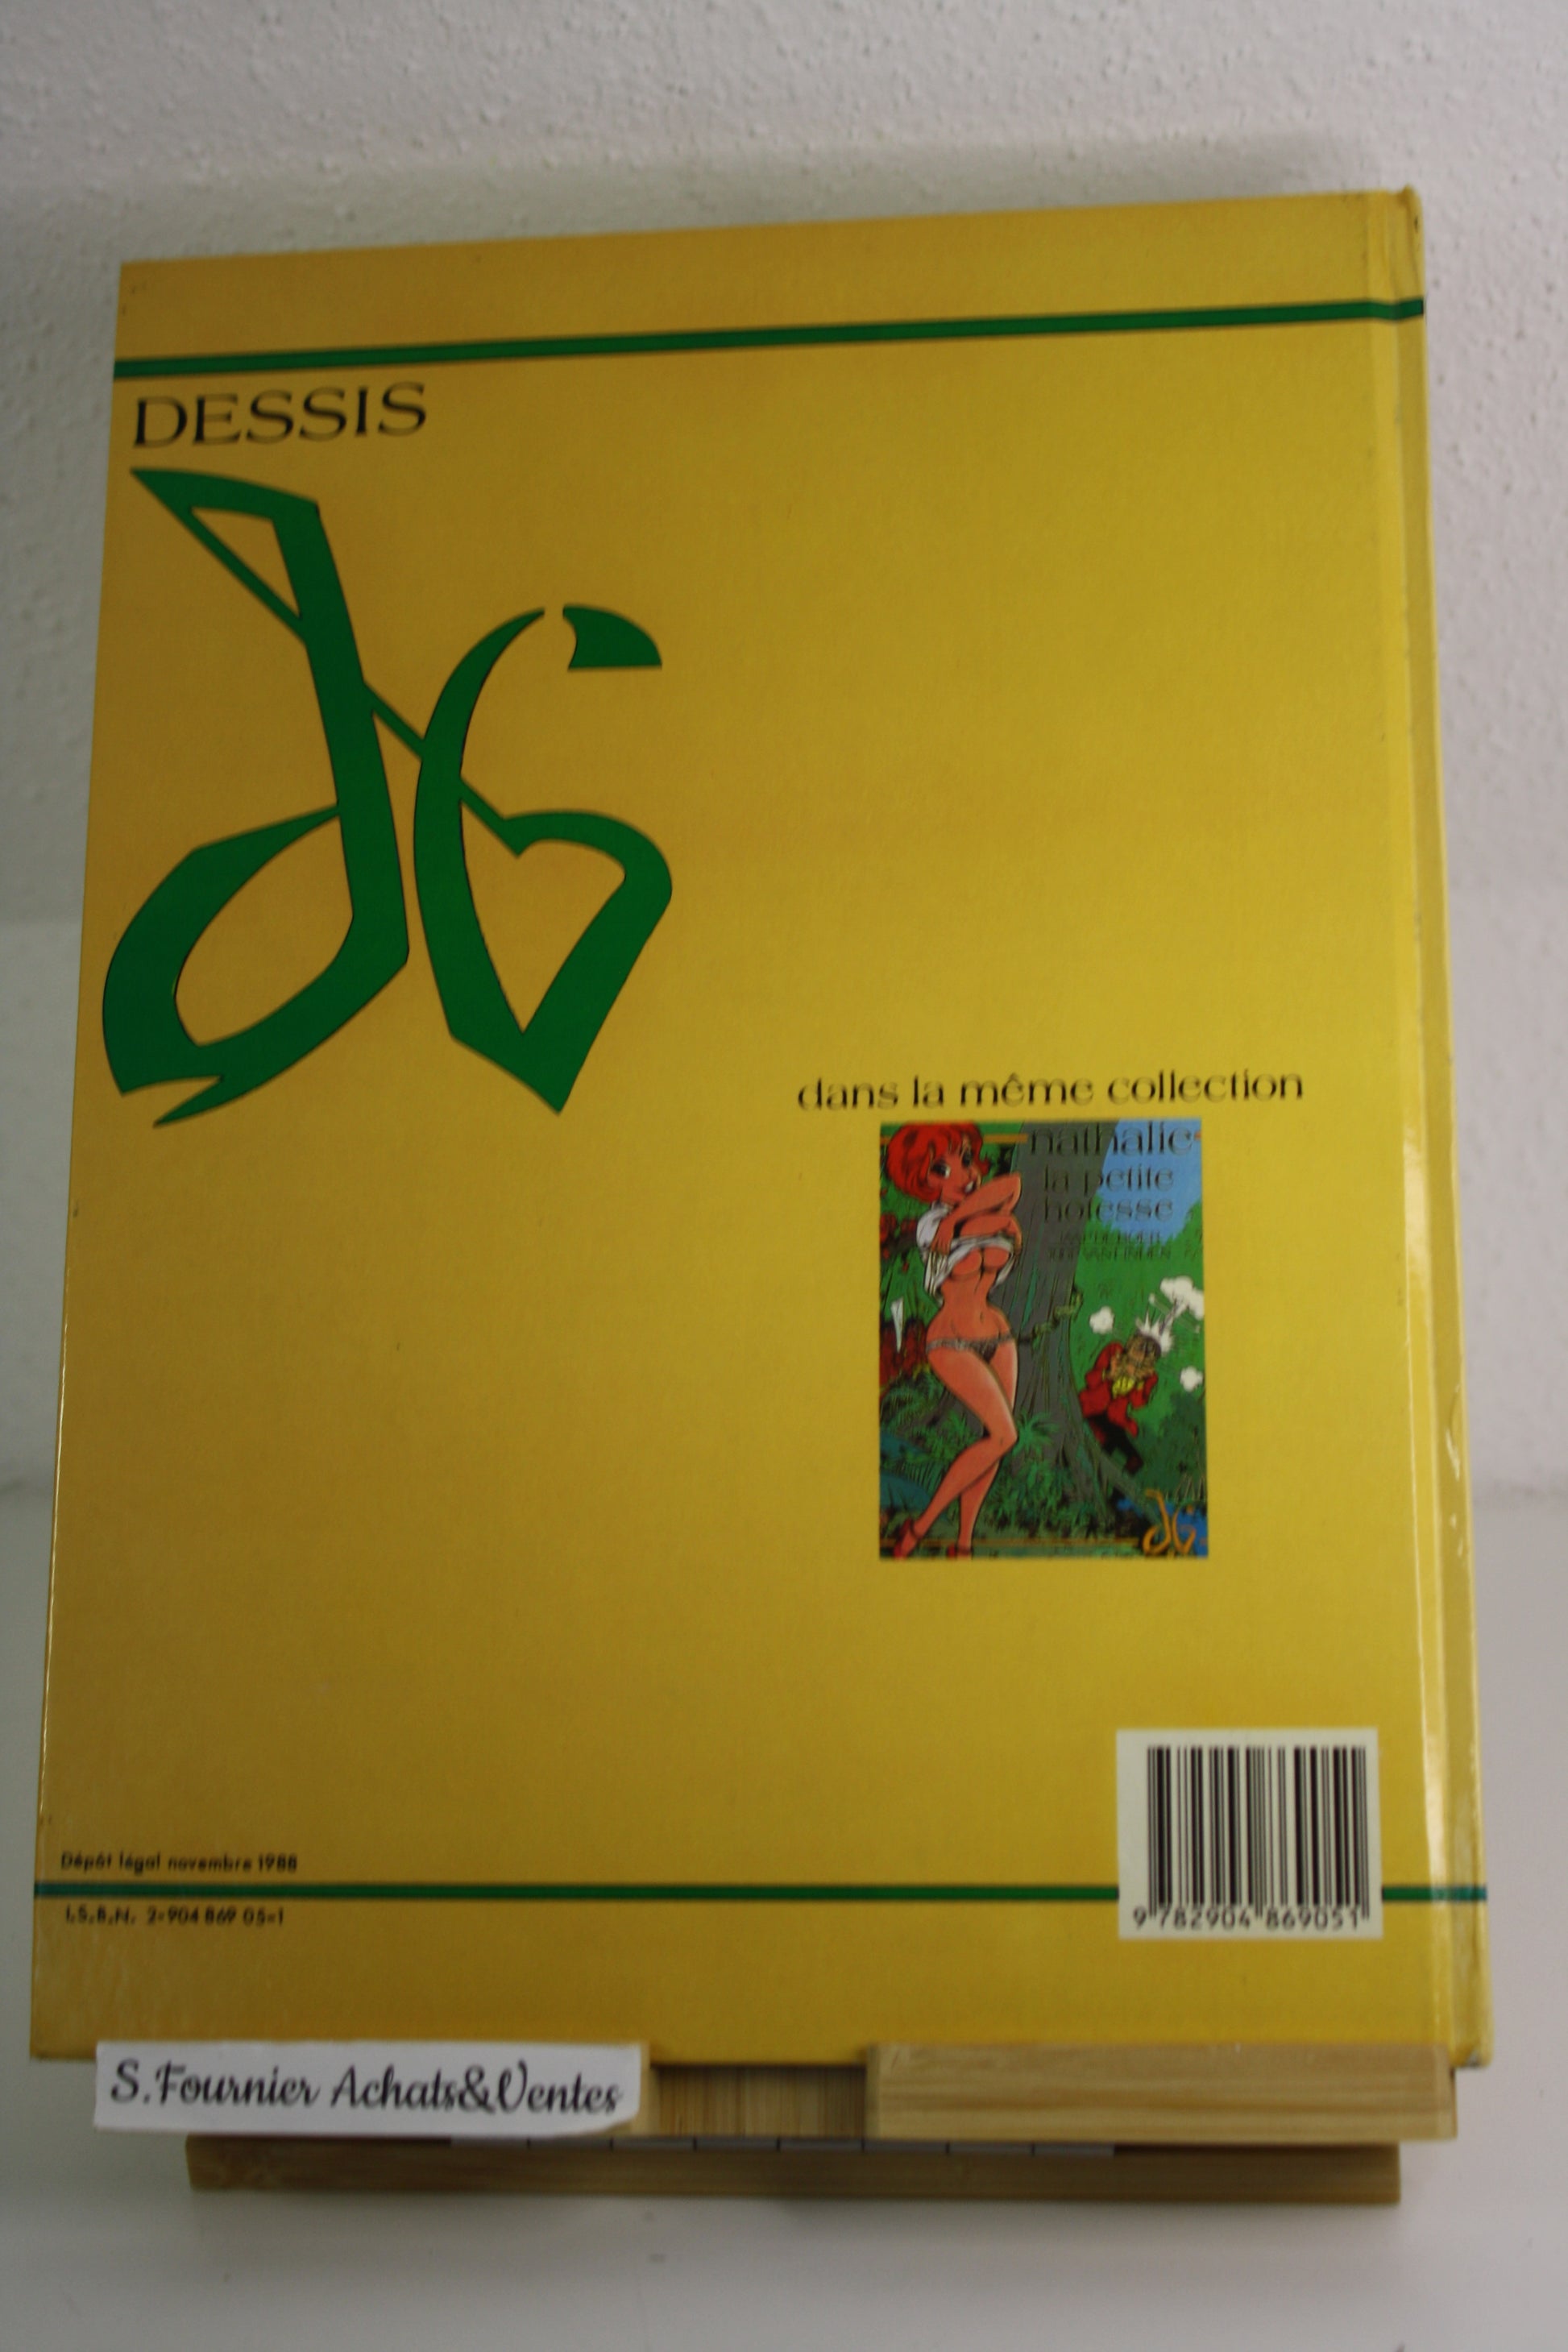 DESSIS
dans la même collection
nathalie
la petite
hotesse
Dépôt légal novembre 1988
I.S.B.N. 2-904 869 05-1
9 782904 869051
S.Fournier Achats&Ventes